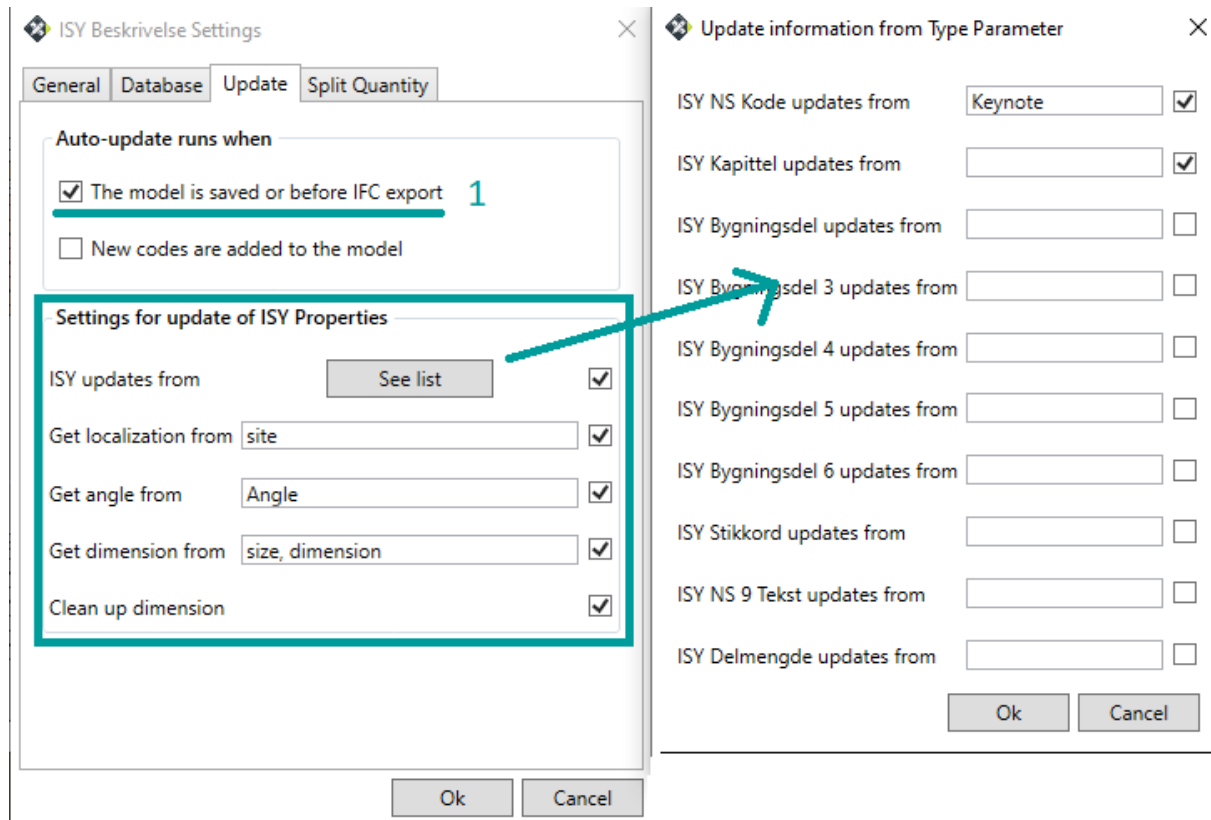 ISY Beskrivelse Settings
General Database Update Split Quantity
Auto-update runs when
The model is saved or before IFC export 1
New codes are added to the model
Settings for update of ISY Properties
ISY updates from See list
Get localization from site
Get angle from Angle
Get dimension from size, dimension
Clean up dimension
Ok Cancel
Update information from Type Parameter
ISY NS Kode updates from Keynote
ISY Kapittel updates from
ISY Bygningsdel updates from
ISY Bygningsdel 3 updates from
ISY Bygningsdel 4 updates from
ISY Bygningsdel 5 updates from
ISY Bygningsdel 6 updates from
ISY Stikkord updates from
ISY NS 9 Tekst updates from
ISY Delmengde updates from
Ok Cancel